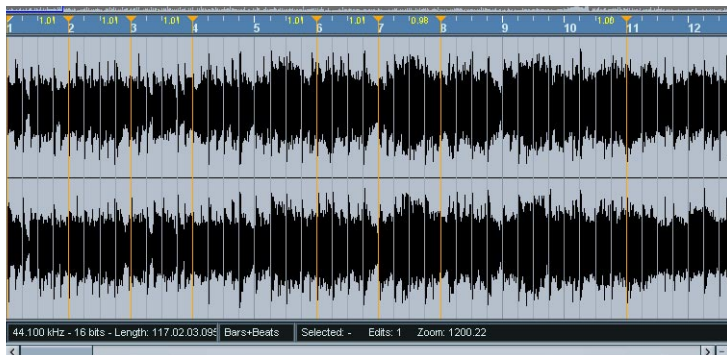 1.01 1.01 1.01 1.01 1.01 0.98 1.00
1 2 3 4 5 6 7 8 9 10 11 12
44.100 kHz - 16 bits - Length: 117.02.03.095 Bars+Beats Selected: - Edits: 1 Zoom: 1200.22